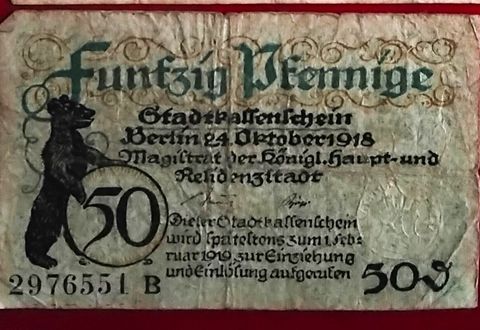 Funfzig Pfennige
Stadtkassenschein
Berlin 24. Oktober 1918
Magistrat der Königl. Haupt- und
Residenzstadt
50
Dieser Stadtkassenschein
wird spätestens zum 1. Feb-
ruar 1919 zur Einziehung
und Einlösung aufgerufen
2976551 B
50₰